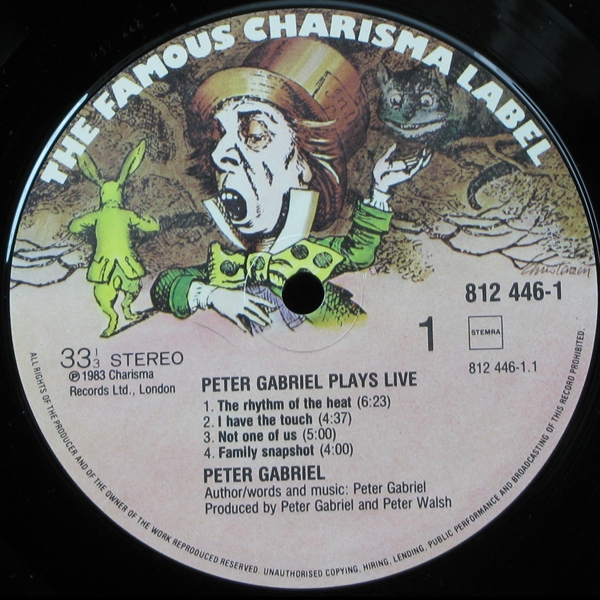 THE FAMOUS CHARISMA LABEL
812 446-1
1
STEMRA
33 1/3 STEREO
812 446-1.1
℗ 1983 Charisma
Records Ltd., London
PETER GABRIEL PLAYS LIVE
1. The rhythm of the heat (6:23)
2. I have the touch (4:37)
3. Not one of us (5:00)
4. Family snapshot (4:00)
PETER GABRIEL
Author/words and music: Peter Gabriel
Produced by Peter Gabriel and Peter Walsh
ALL RIGHTS OF THE PRODUCER AND OF THE OWNER OF THE WORK REPRODUCED RESERVED. UNAUTHORISED COPYING, HIRING, LENDING, PUBLIC PERFORMANCE AND BROADCASTING OF THIS RECORD PROHIBITED.